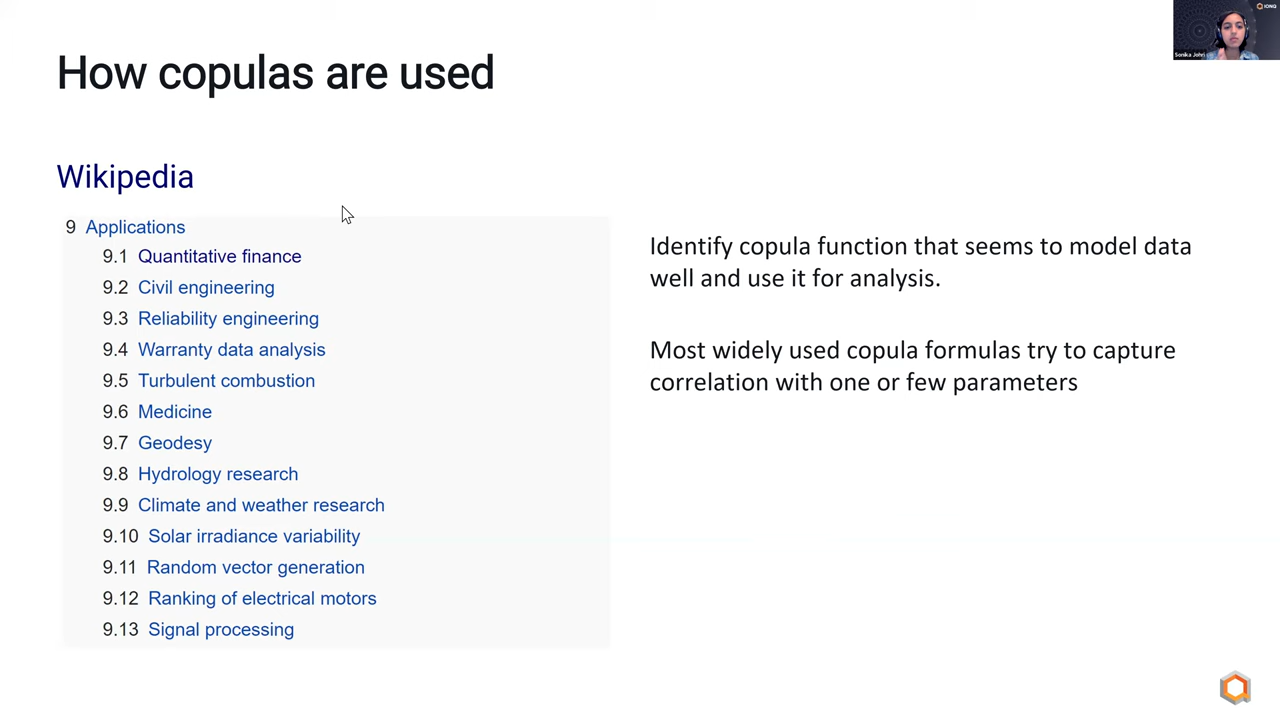 How copulas are used
Wikipedia
9 Applications
9.1 Quantitative finance
9.2 Civil engineering
9.3 Reliability engineering
9.4 Warranty data analysis
9.5 Turbulent combustion
9.6 Medicine
9.7 Geodesy
9.8 Hydrology research
9.9 Climate and weather research
9.10 Solar irradiance variability
9.11 Random vector generation
9.12 Ranking of electrical motors
9.13 Signal processing
Identify copula function that seems to model data
well and use it for analysis.
Most widely used copula formulas try to capture
correlation with one or few parameters
IONQ
Sonika Johri